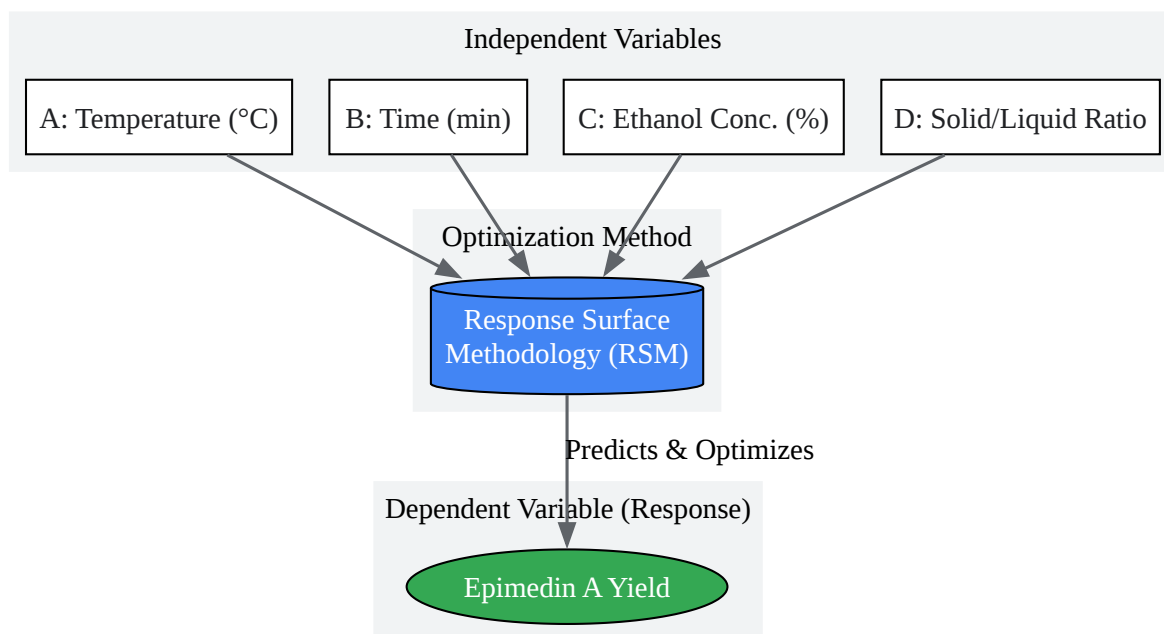 Independent Variables
A: Temperature (°C)
B: Time (min)
C: Ethanol Conc. (%)
D: Solid/Liquid Ratio
Optimization Method
Response Surface
Methodology (RSM)
Predicts & Optimizes
Dependent Variable (Response)
Epimedin A Yield